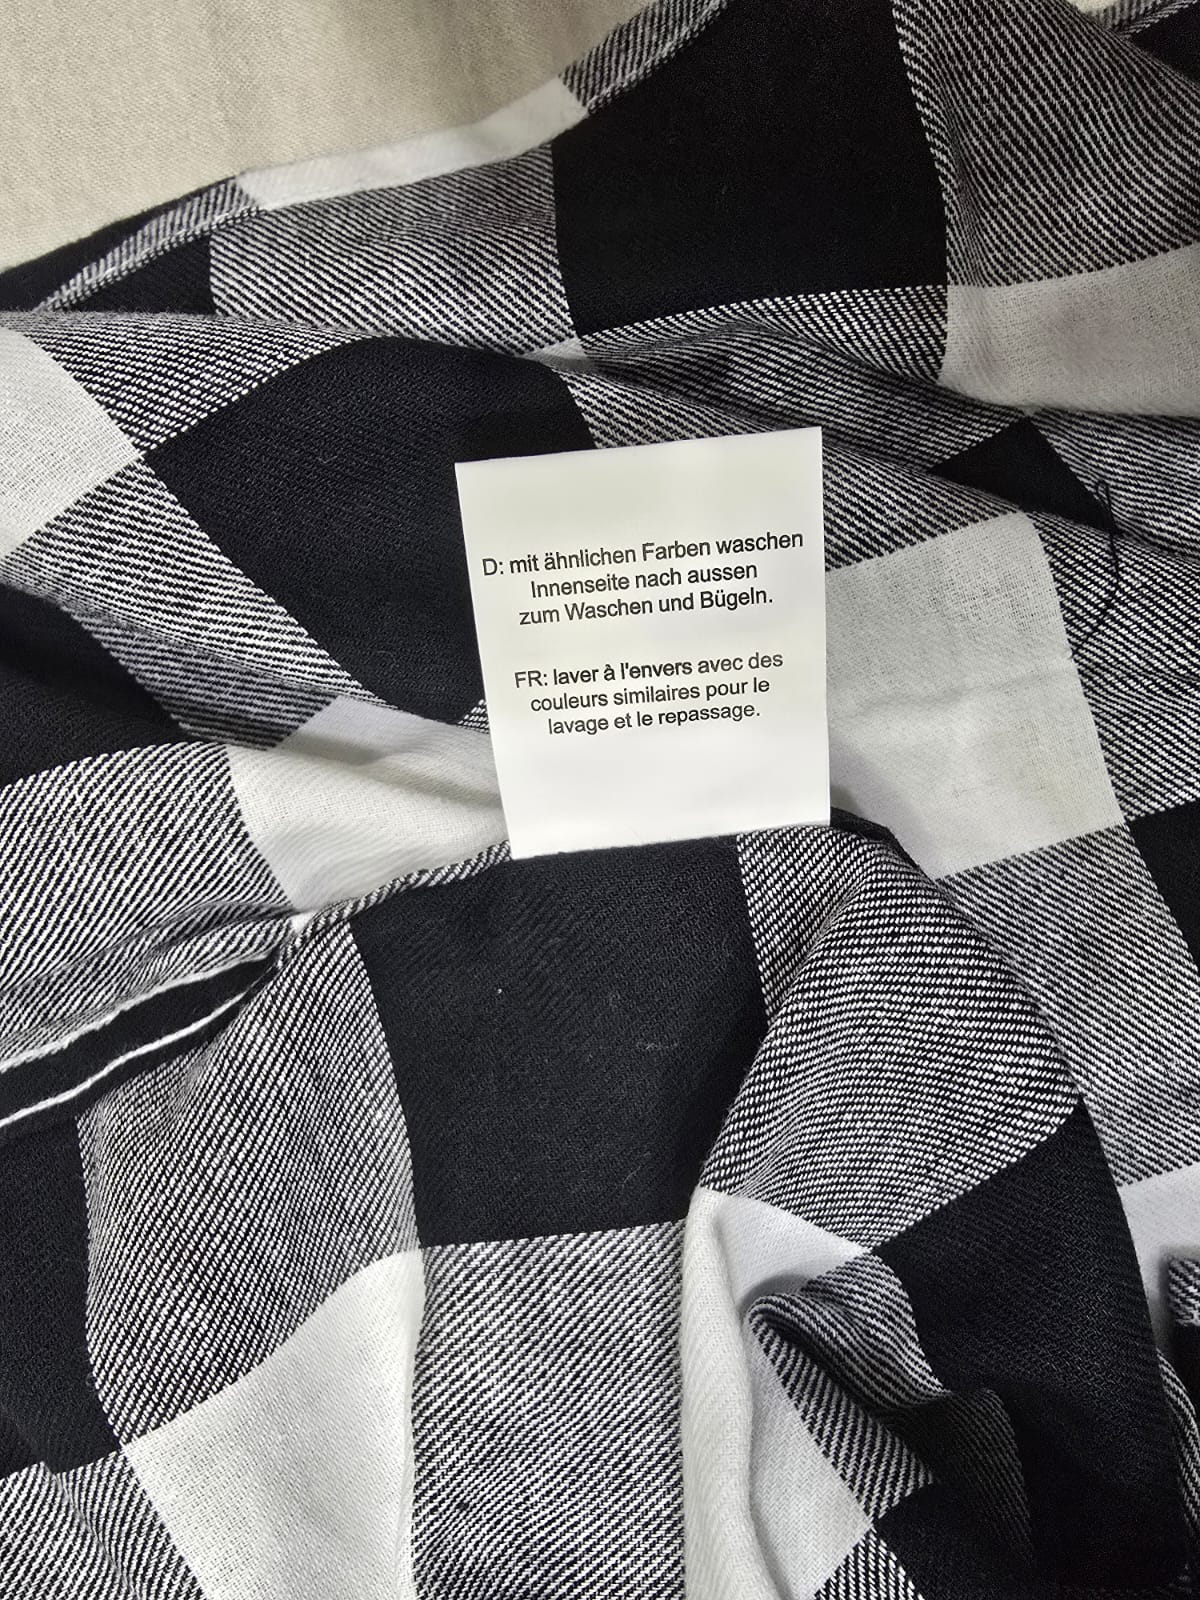 D: mit ähnlichen Farben waschen
Innenseite nach aussen
zum Waschen und Bügeln.
FR: laver à l'envers avec des
couleurs similaires pour le
lavage et le repassage.